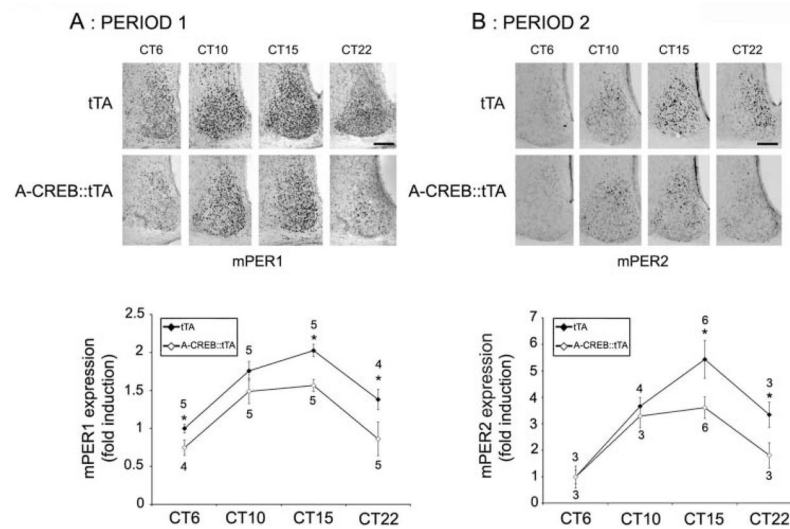 A : PERIOD 1
CT6 CT10 CT15 CT22
tTA
A-CREB::tTA
mPER1
2.5
2
1.5
1
0.5
0
mPER1 expression
(fold induction)
tTA
A-CREB::tTA
5
*
4
5
5
5
*
5
4
*
5
CT6 CT10 CT15 CT22
B : PERIOD 2
CT6 CT10 CT15 CT22
tTA
A-CREB::tTA
mPER2
7
6
5
4
3
2
1
0
mPER2 expression
(fold induction)
tTA
A-CREB::tTA
3
3
4
3
6
*
6
3
*
3
CT6 CT10 CT15 CT22